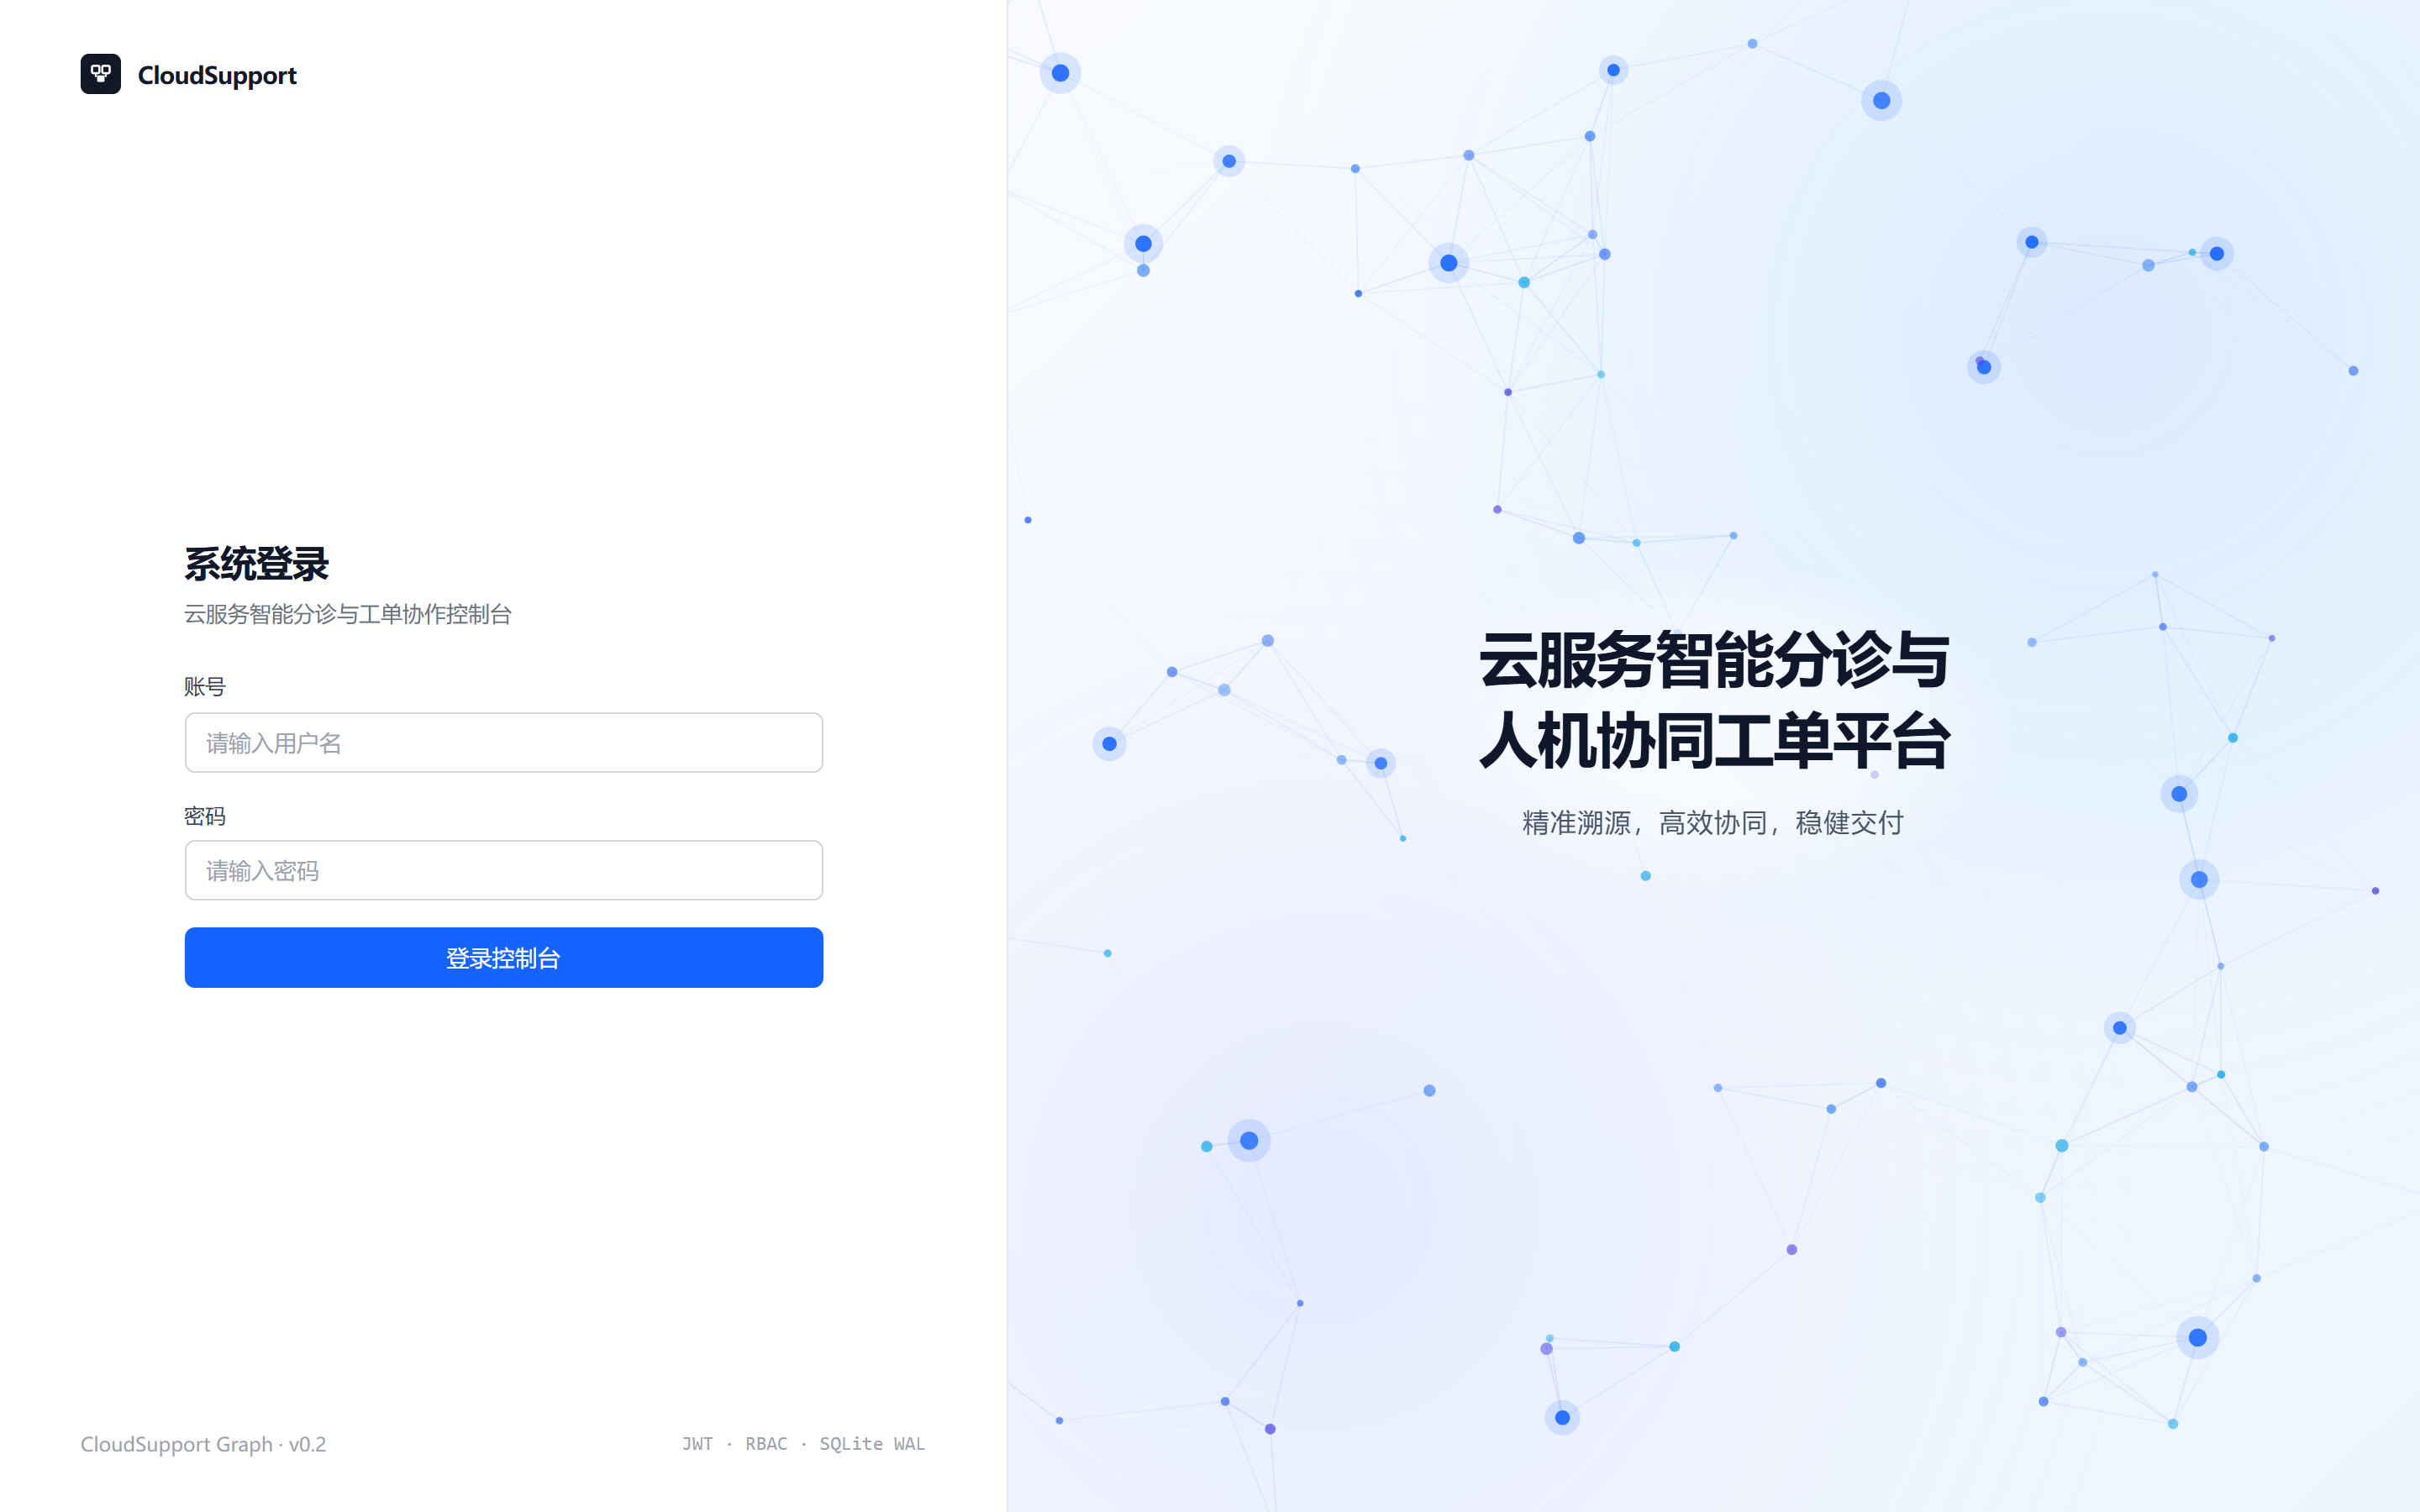 CloudSupport
系统登录
云服务智能分诊与工单协作控制台
账号
请输入用户名
密码
请输入密码
登录控制台
CloudSupport Graph · v0.2
JWT · RBAC · SQLite WAL
云服务智能分诊与
人机协同工单平台
精准溯源，高效协同，稳健交付